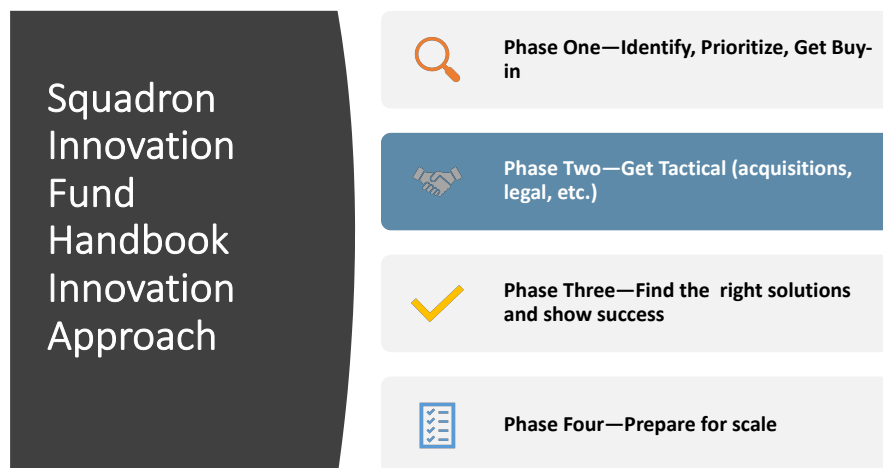 Squadron
Innovation
Fund
Handbook
Innovation
Approach
Phase One—Identify, Prioritize, Get Buy-
in
Phase Two—Get Tactical (acquisitions,
legal, etc.)
Phase Three—Find the  right solutions
and show success
Phase Four—Prepare for scale